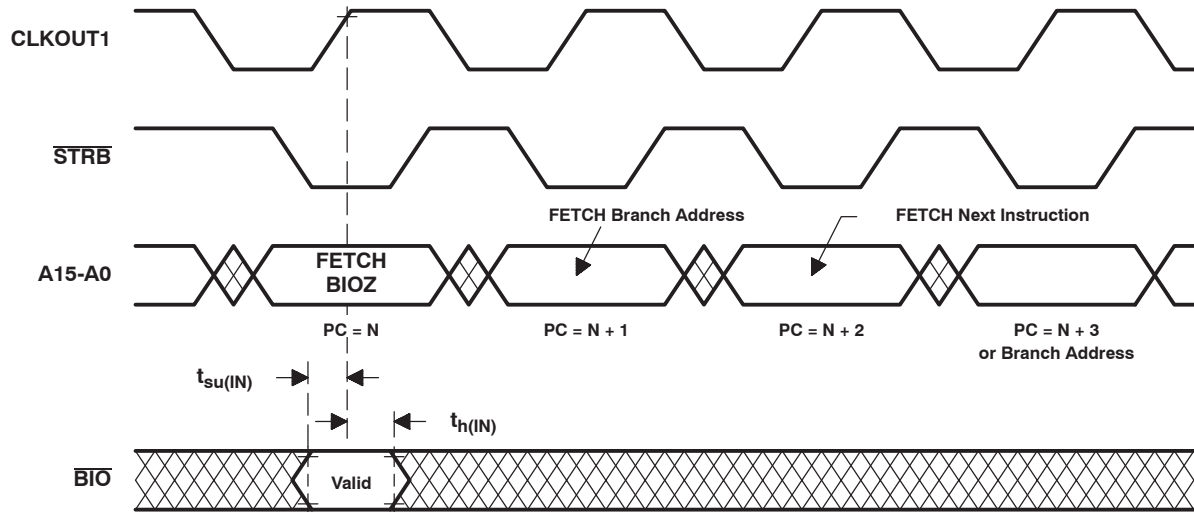 CLKOUT1
STRB
FETCH Branch Address
FETCH Next Instruction
A15-A0
FETCH
BIOZ
PC = N
PC = N + 1
PC = N + 2
PC = N + 3
or Branch Address
tsu(IN)
th(IN)
BIO
Valid